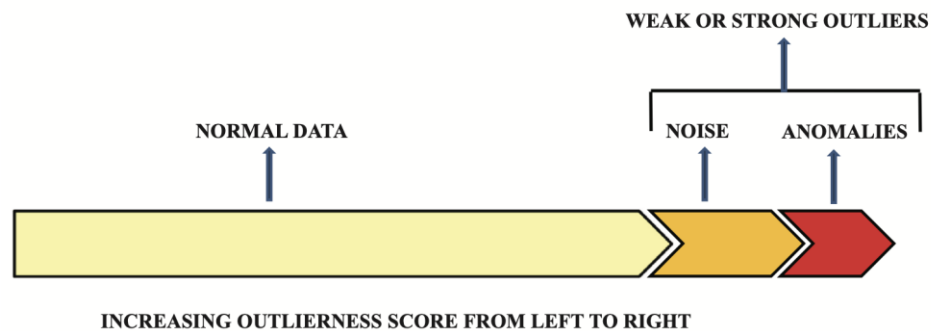 WEAK OR STRONG OUTLIERS
NORMAL DATA
NOISE
ANOMALIES
INCREASING OUTLIERNESS SCORE FROM LEFT TO RIGHT